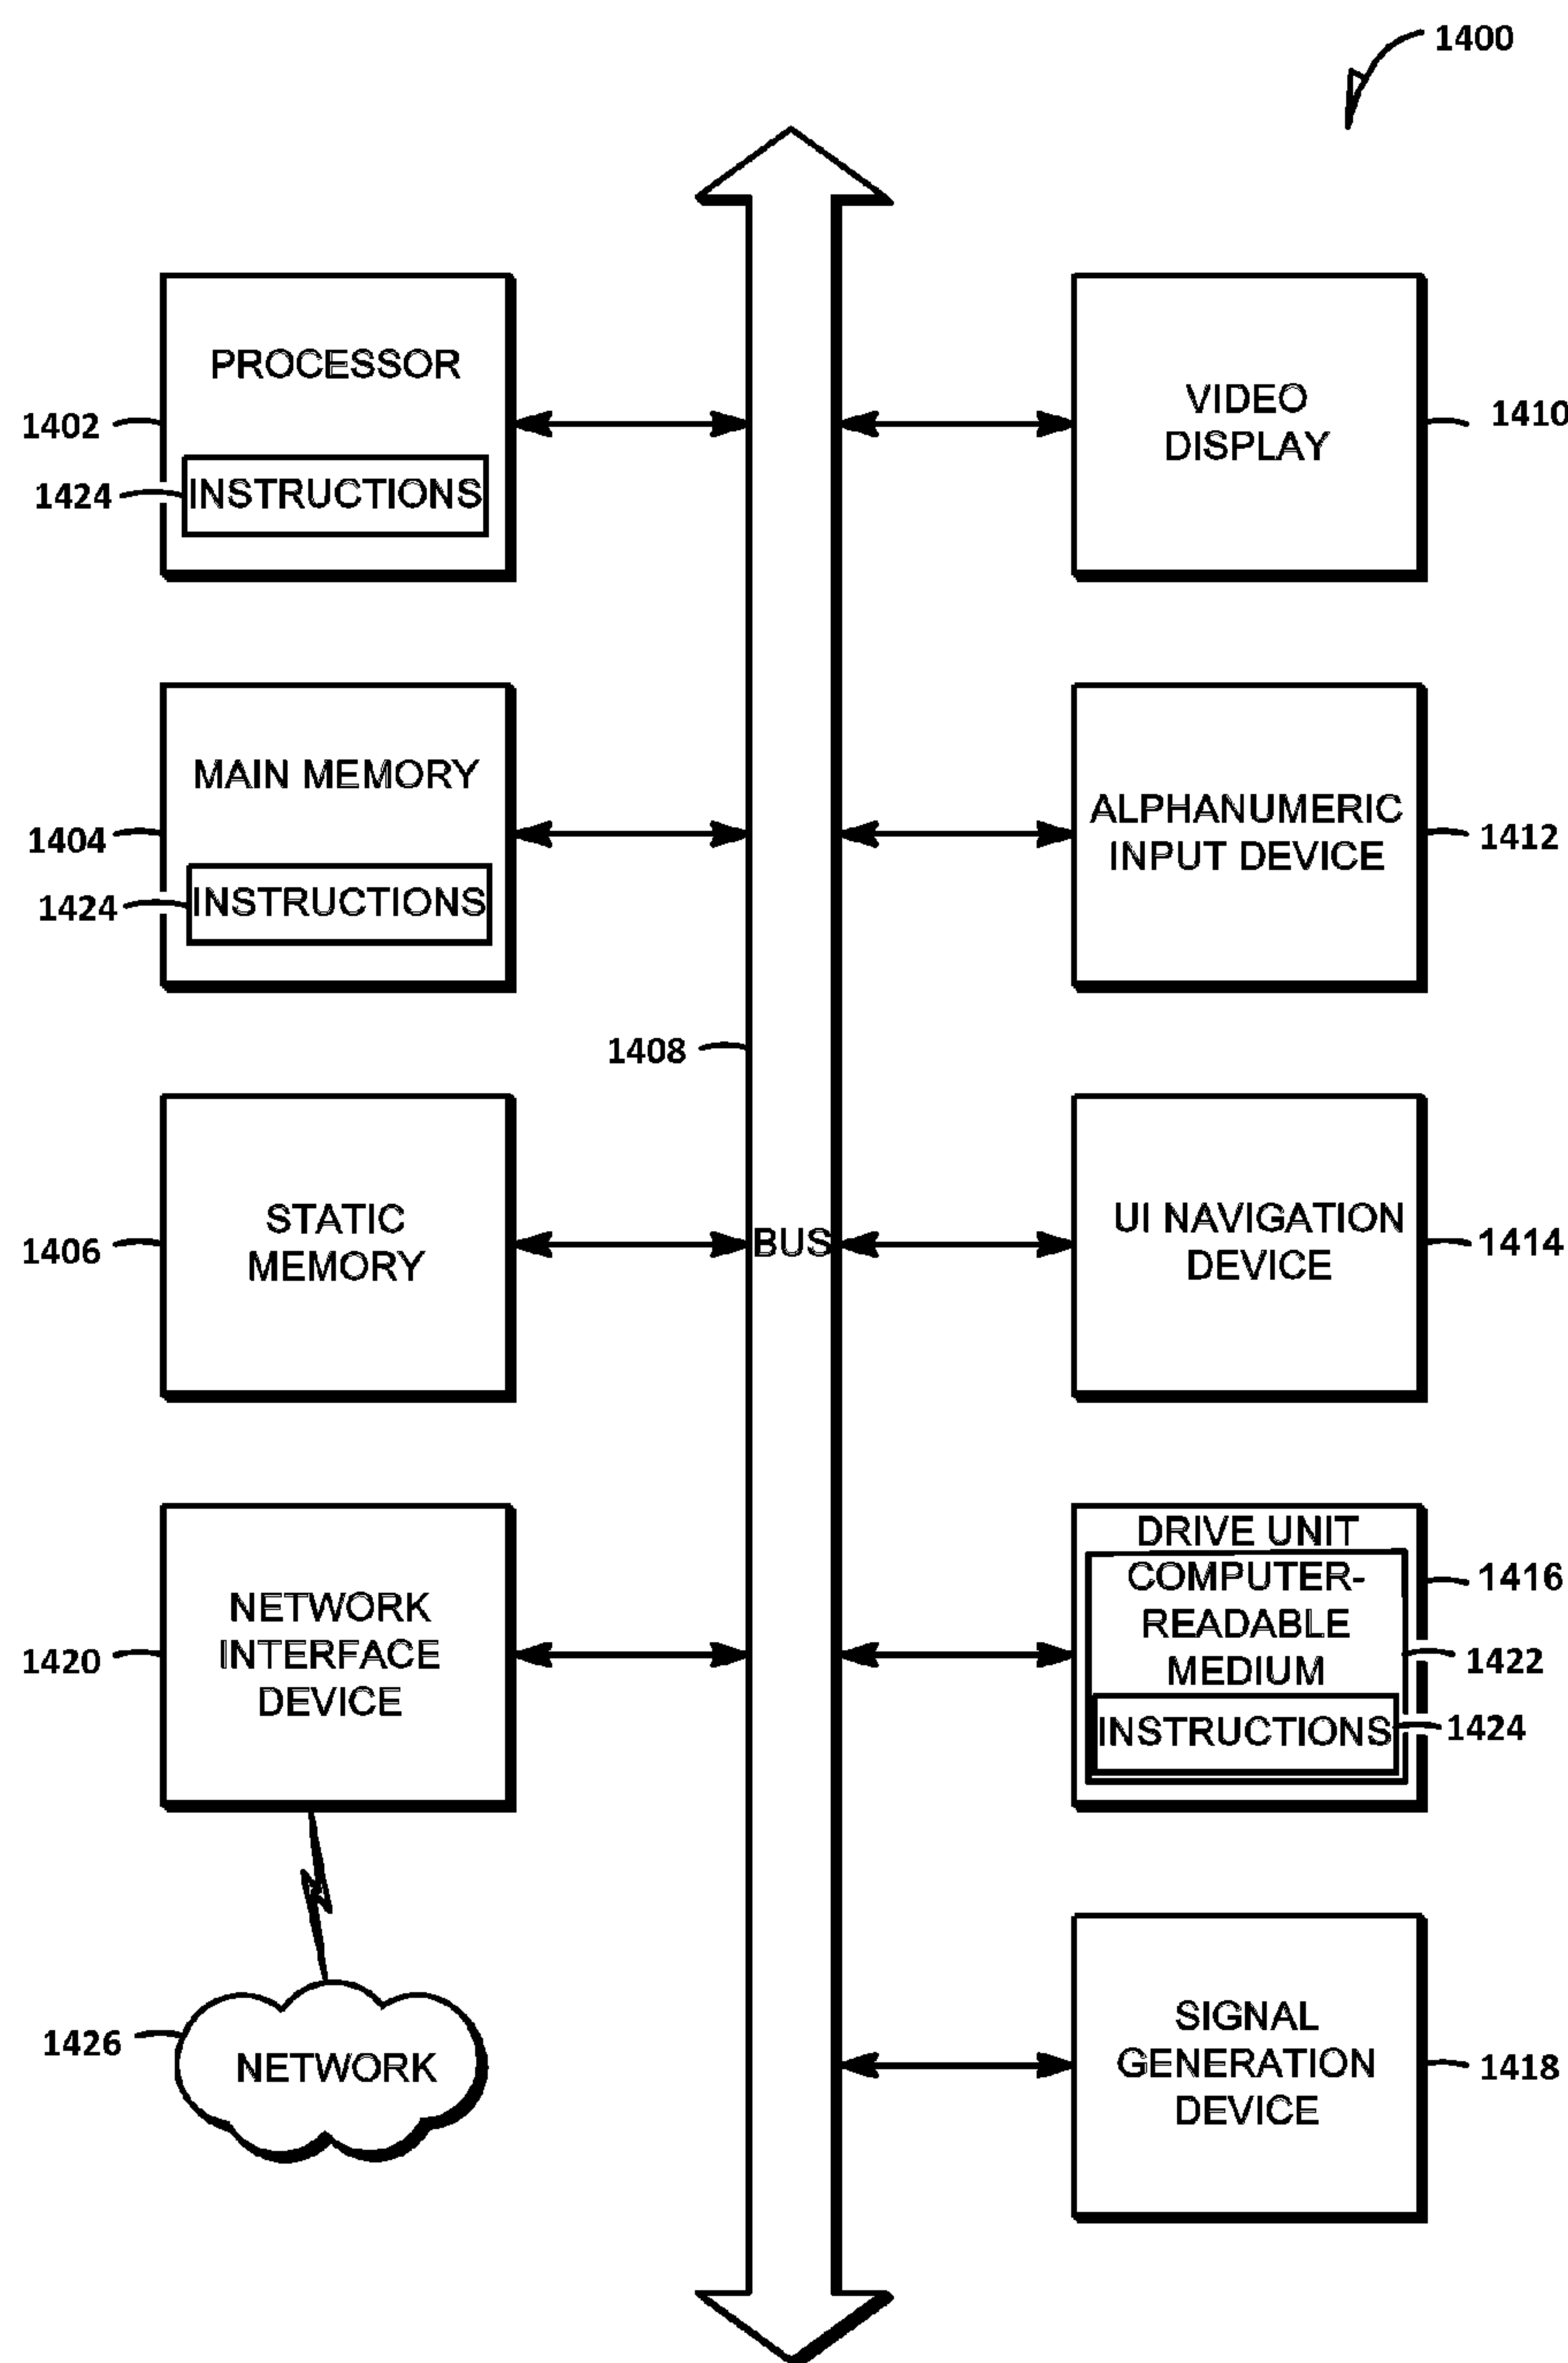 1400
PROCESSOR
1402
1424
INSTRUCTIONS
VIDEO
DISPLAY
1410
MAIN MEMORY
1404
1424
INSTRUCTIONS
ALPHANUMERIC
INPUT DEVICE
1412
1408
STATIC
MEMORY
1406
BUS
UI NAVIGATION
DEVICE
1414
NETWORK
INTERFACE
DEVICE
1420
DRIVE UNIT
COMPUTER-
READABLE
MEDIUM
INSTRUCTIONS
1416
1422
1424
1426
NETWORK
SIGNAL
GENERATION
DEVICE
1418